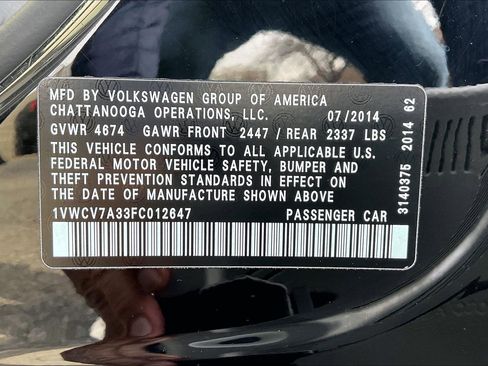 MFD BY VOLKSWAGEN GROUP OF AMERICA
CHATTANOOGA OPERATIONS, LLC. 07/2014
GVWR 4674 GAWR FRONT 2447 / REAR 2337 LBS
THIS VEHICLE CONFORMS TO ALL APPLICABLE U.S.
FEDERAL MOTOR VEHICLE SAFETY, BUMPER AND
THEFT PREVENTION STANDARDS IN EFFECT ON
THE DATE OF MANUFACTURE SHOWN ABOVE
1VWCV7A33FC012647 PASSENGER CAR
3140375 2014 62